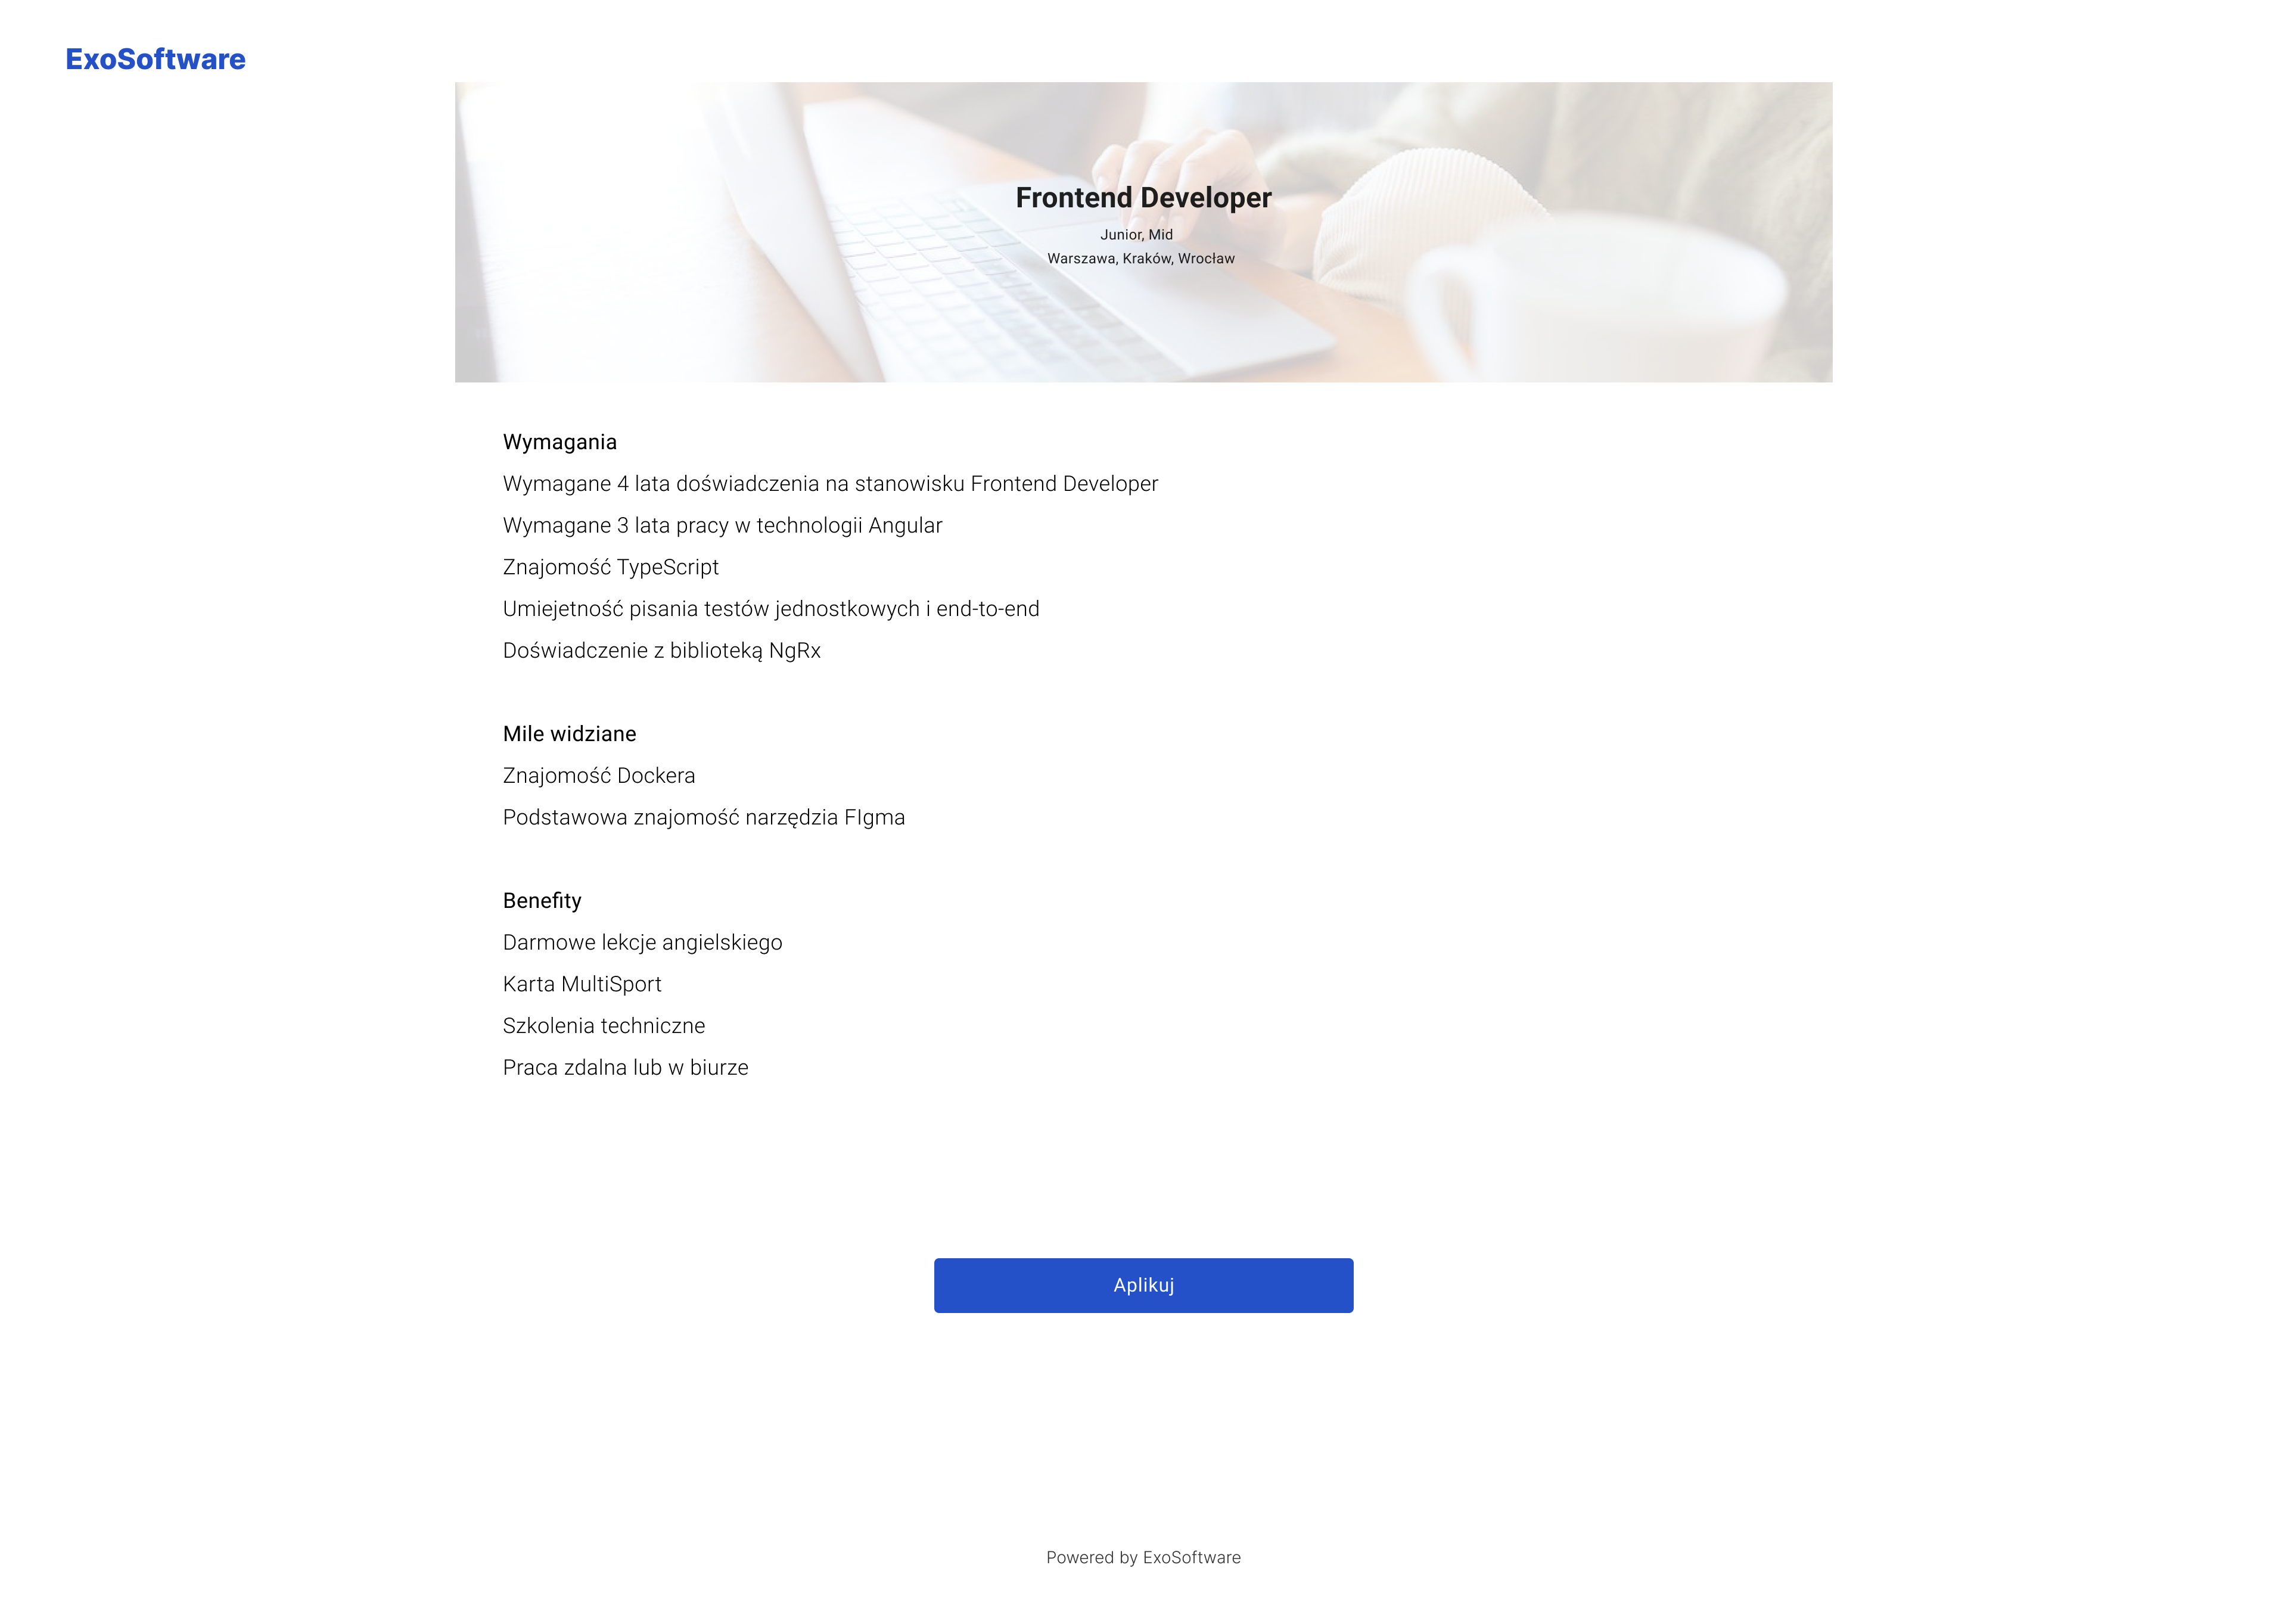 ExoSoftware
Frontend Developer
Junior, Mid
Warszawa, Kraków, Wrocław
Wymagania
Wymagane 4 lata doświadczenia na stanowisku Frontend Developer
Wymagane 3 lata pracy w technologii Angular
Znajomość TypeScript
Umiejetność pisania testów jednostkowych i end-to-end
Doświadczenie z biblioteką NgRx
Mile widziane
Znajomość Dockera
Podstawowa znajomość narzędzia FIgma
Benefity
Darmowe lekcje angielskiego
Karta MultiSport
Szkolenia techniczne
Praca zdalna lub w biurze
Aplikuj
Powered by ExoSoftware